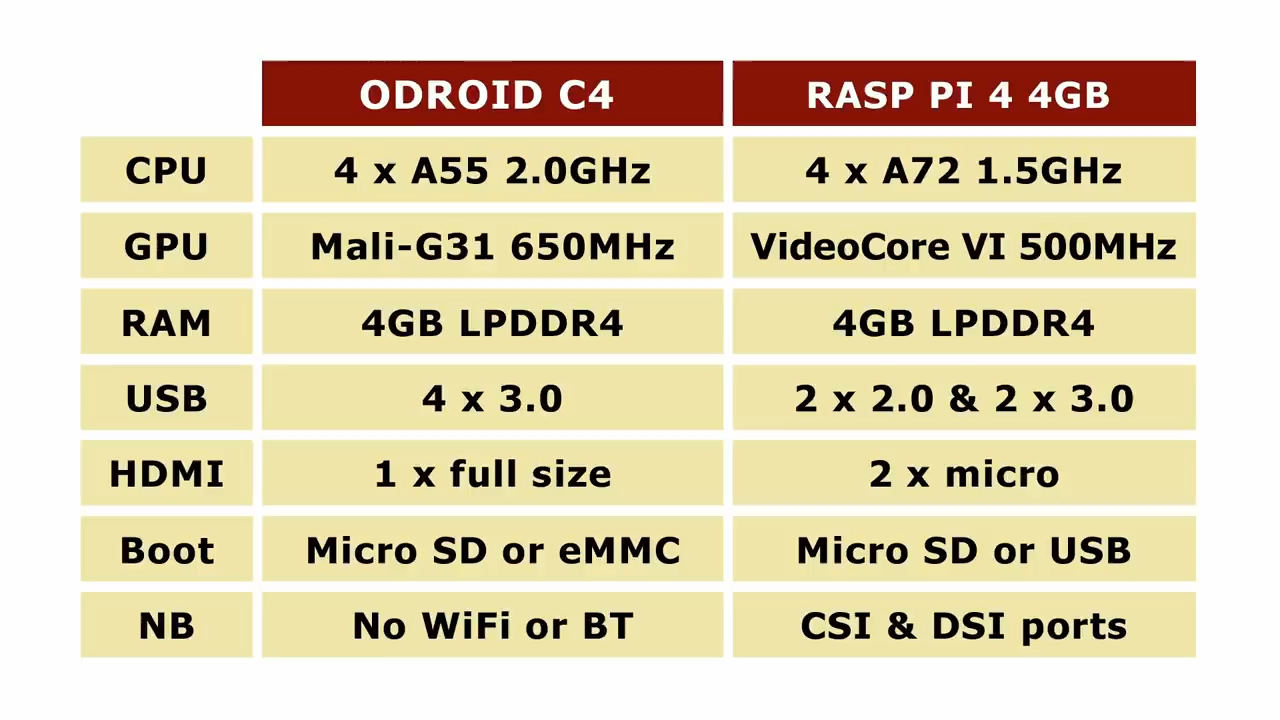 ODROID C4 RASP PI 4 4GB
CPU 4 x A55 2.0GHz 4 x A72 1.5GHz
GPU Mali-G31 650MHz VideoCore VI 500MHz
RAM 4GB LPDDR4 4GB LPDDR4
USB 4 x 3.0 2 x 2.0 & 2 x 3.0
HDMI 1 x full size 2 x micro
Boot Micro SD or eMMC Micro SD or USB
NB No WiFi or BT CSI & DSI ports